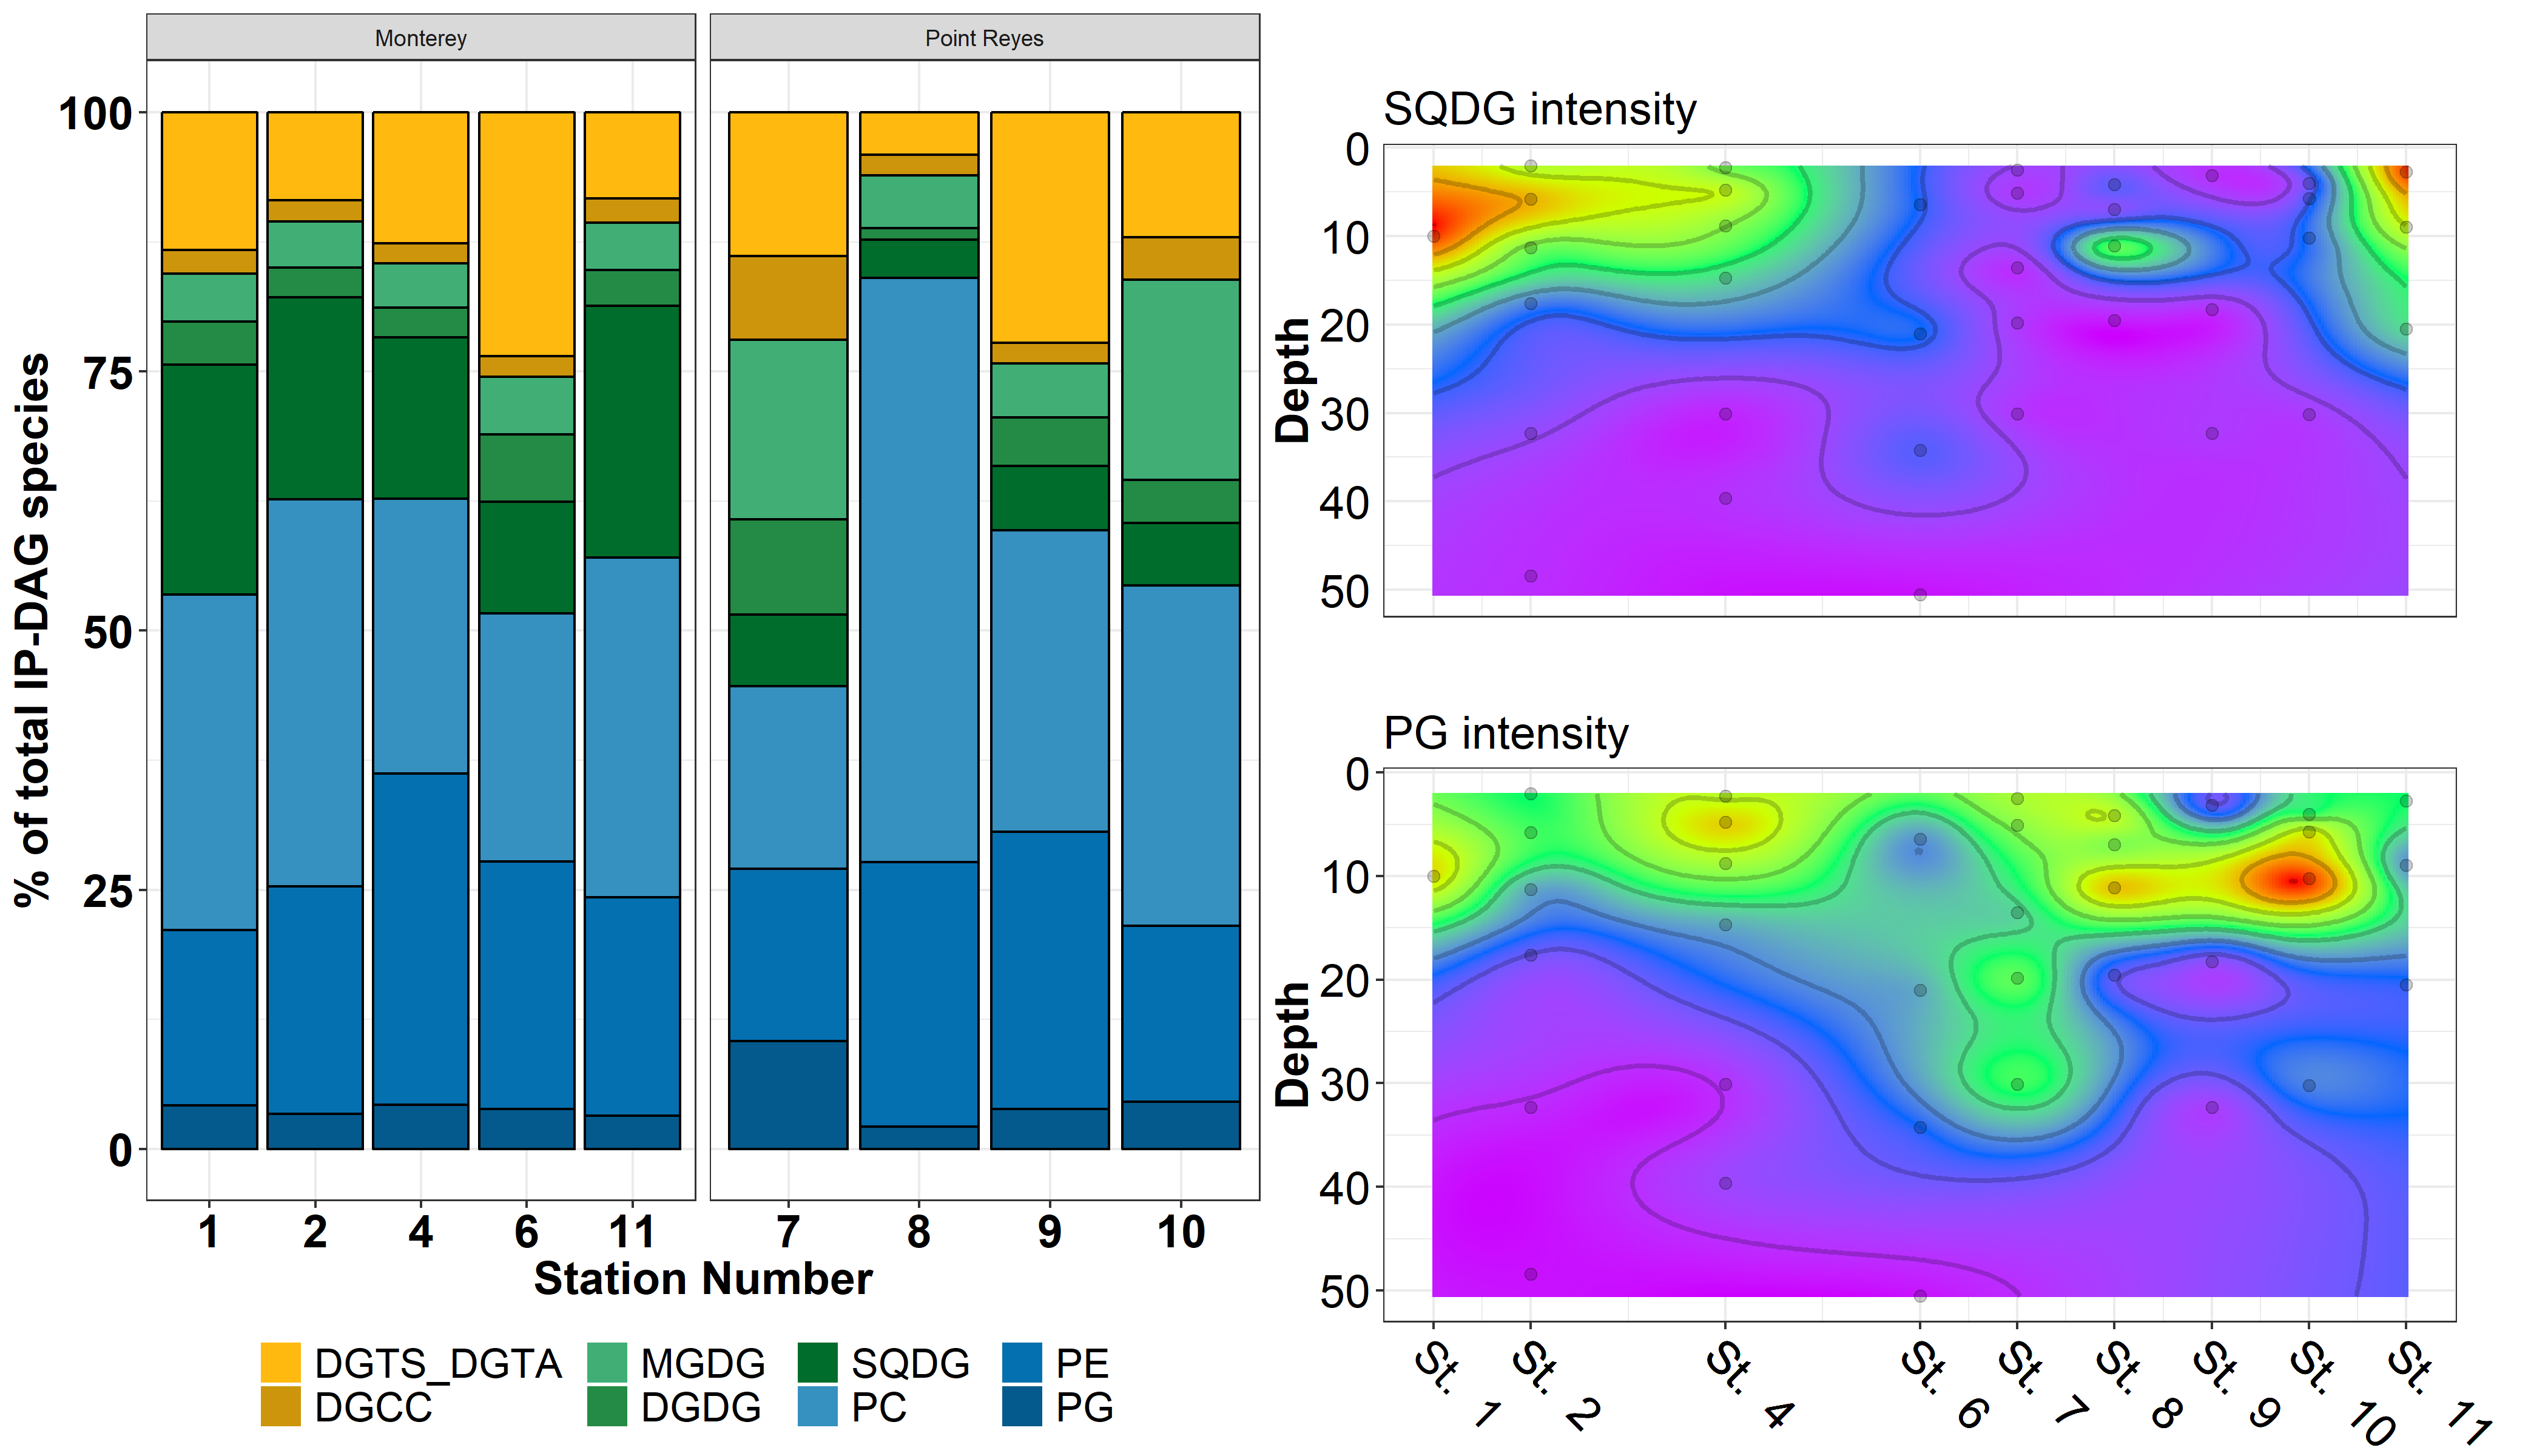 Monterey
Point Reyes
% of total IP-DAG species
100
75
50
25
0
1 2 4 6 11
7 8 9 10
Station Number
DGTS_DGTA MGDG SQDG PE
DGCC DGDG PC PG
SQDG intensity
Depth
0
10
20
30
40
50
PG intensity
Depth
0
10
20
30
40
50
St. 1
St. 2
St. 4
St. 6
St. 7
St. 8
St. 9
St. 10
St. 11